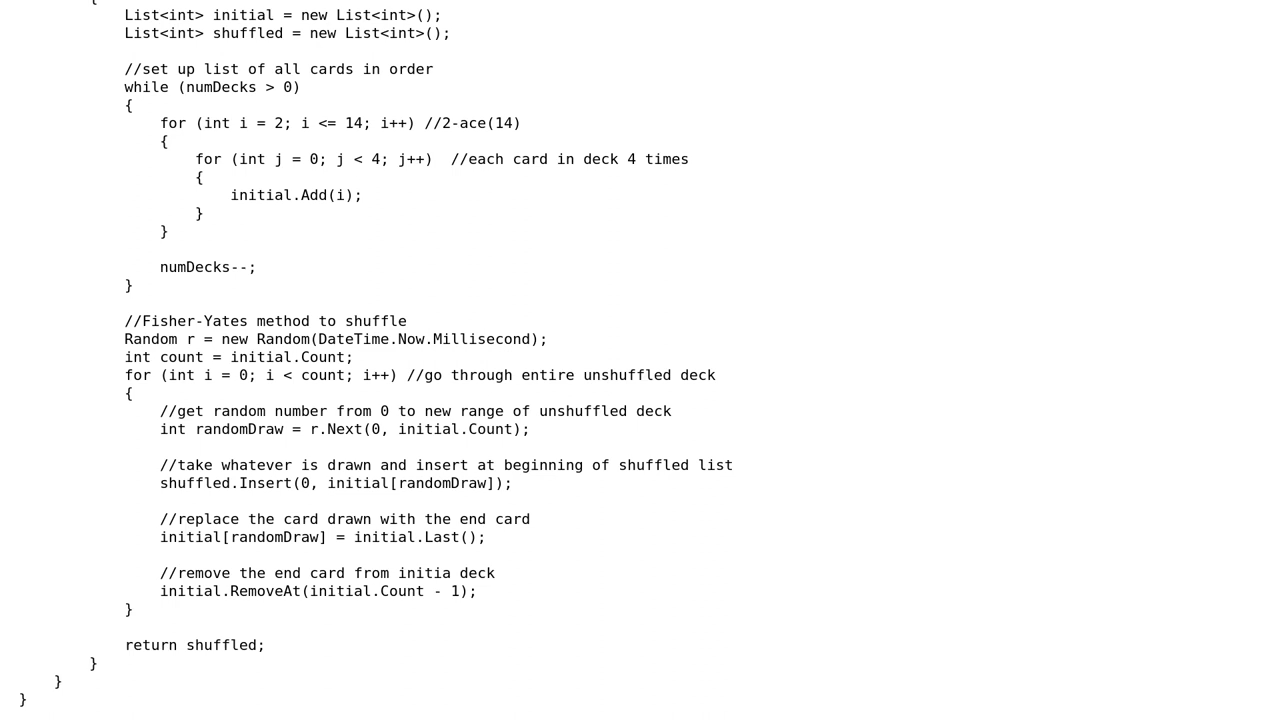 {
List<int> initial = new List<int>();
List<int> shuffled = new List<int>();
//set up list of all cards in order
while (numDecks > 0)
{
for (int i = 2; i <= 14; i++) //2-ace(14)
{
for (int j = 0; j < 4; j++)  //each card in deck 4 times
{
initial.Add(i);
}
}
numDecks--;
}
//Fisher-Yates method to shuffle
Random r = new Random(DateTime.Now.Millisecond);
int count = initial.Count;
for (int i = 0; i < count; i++) //go through entire unshuffled deck
{
//get random number from 0 to new range of unshuffled deck
int randomDraw = r.Next(0, initial.Count);
//take whatever is drawn and insert at beginning of shuffled list
shuffled.Insert(0, initial[randomDraw]);
//replace the card drawn with the end card
initial[randomDraw] = initial.Last();
//remove the end card from initia deck
initial.RemoveAt(initial.Count - 1);
}
return shuffled;
}
}
}